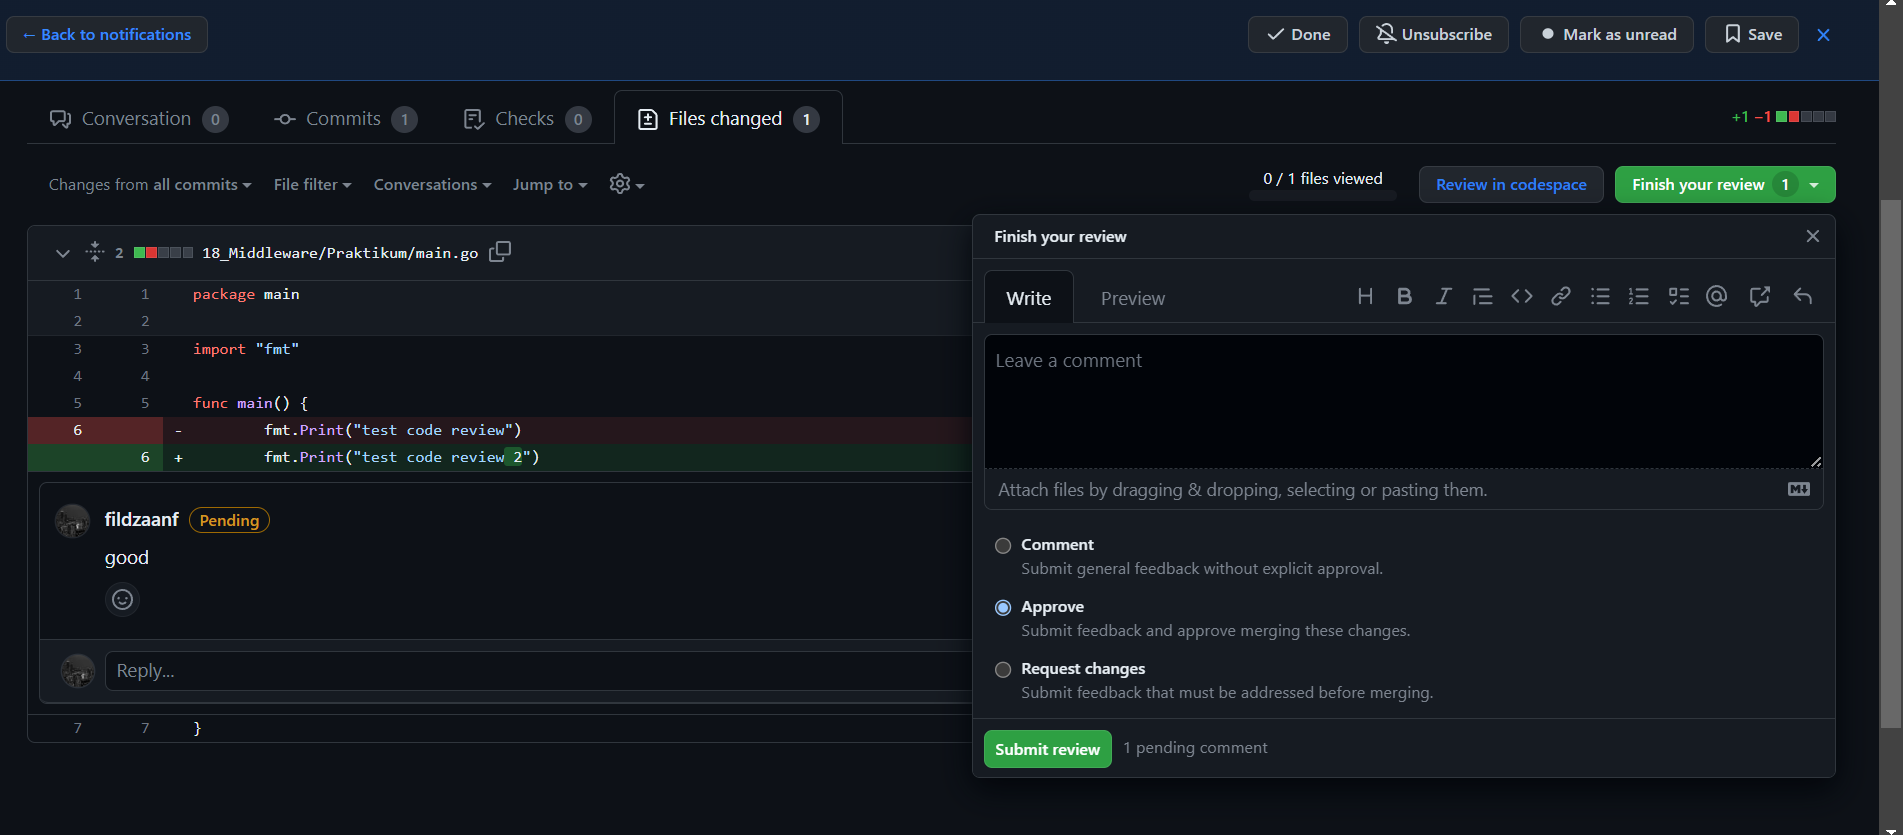 ← Back to notifications
Done
Unsubscribe
Mark as unread
Save
Conversation 0
Commits 1
Checks 0
Files changed 1
+1 −1
Changes from all commits
File filter
Conversations
Jump to
0 / 1 files viewed
Review in codespace
Finish your review 1
2 18_Middleware/Praktikum/main.go
1 1 package main
2 2
3 3 import "fmt"
4 4
5 5 func main() {
6 - fmt.Print("test code review")
6 + fmt.Print("test code review 2")
fildzaanf Pending
good
Reply...
7 7 }
Finish your review
Write
Preview
Leave a comment
Attach files by dragging & dropping, selecting or pasting them.
Comment
Submit general feedback without explicit approval.
Approve
Submit feedback and approve merging these changes.
Request changes
Submit feedback that must be addressed before merging.
Submit review
1 pending comment